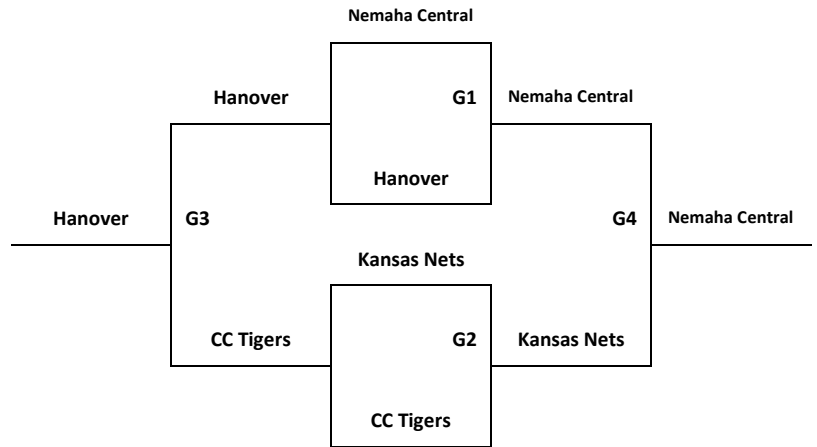 Nemaha Central
Hanover
G1
Nemaha Central
Hanover
Hanover
G3
G4
Nemaha Central
Kansas Nets
CC Tigers
G2
Kansas Nets
CC Tigers